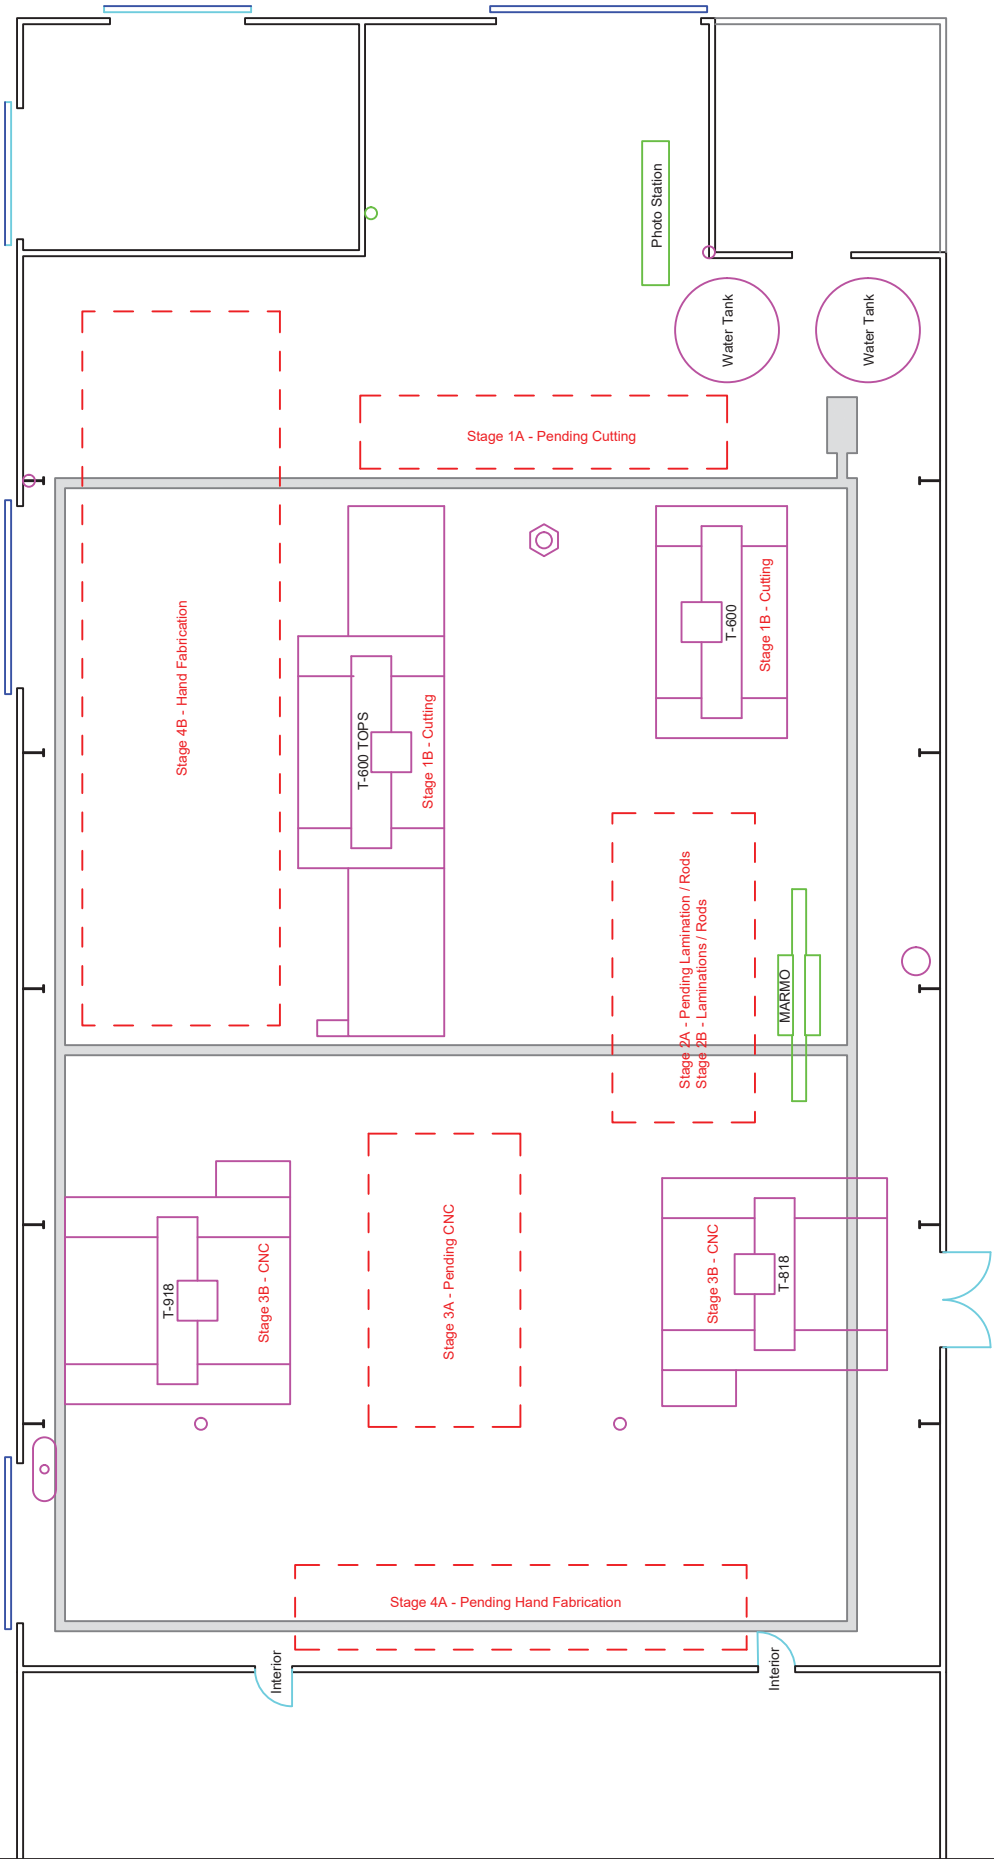 Photo Station
Water Tank
Water Tank
Stage 1A - Pending Cutting
Stage 4B - Hand Fabrication
T-600 TOPS
Stage 1B - Cutting
T-600
Stage 1B - Cutting
Stage 2A - Pending Lamination / Rods
Stage 2B - Laminations / Rods
MARMO
T-918
Stage 3B - CNC
Stage 3A - Pending CNC
Stage 3B - CNC
T-818
Stage 4A - Pending Hand Fabrication
Interior
Interior